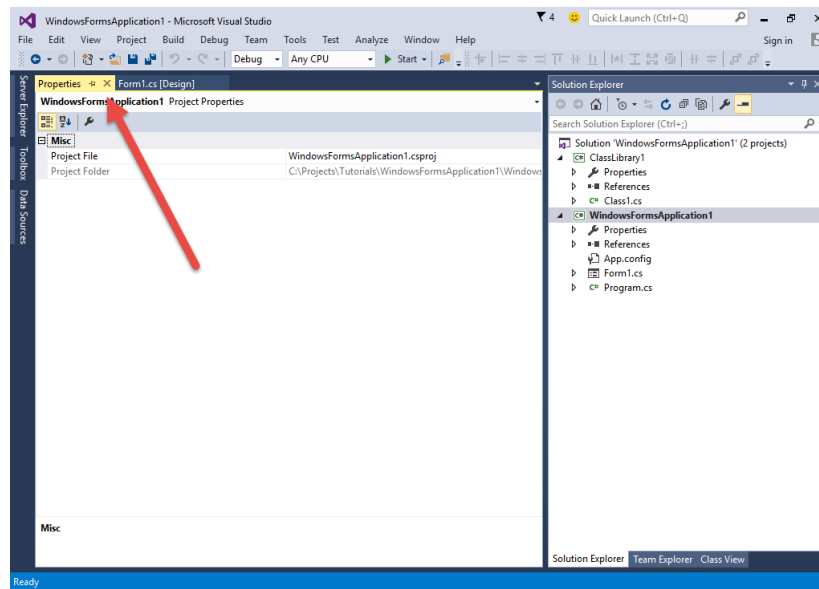 WindowsFormsApplication1 - Microsoft Visual Studio
4
Quick Launch (Ctrl+Q)
File Edit View Project Build Debug Team Tools Test Analyze Window Help
Sign in
Debug
Any CPU
Start
Server Explorer
Toolbox
Data Sources
Properties
Form1.cs [Design]
WindowsFormsApplication1 Project Properties
Misc
Project File WindowsFormsApplication1.csproj
Project Folder C:\Projects\Tutorials\WindowsFormsApplication1\Windows
Misc
Solution Explorer
Search Solution Explorer (Ctrl+;)
Solution 'WindowsFormsApplication1' (2 projects)
C# ClassLibrary1
Properties
References
C# Class1.cs
C# WindowsFormsApplication1
Properties
References
App.config
Form1.cs
C# Program.cs
Solution Explorer Team Explorer Class View
Ready